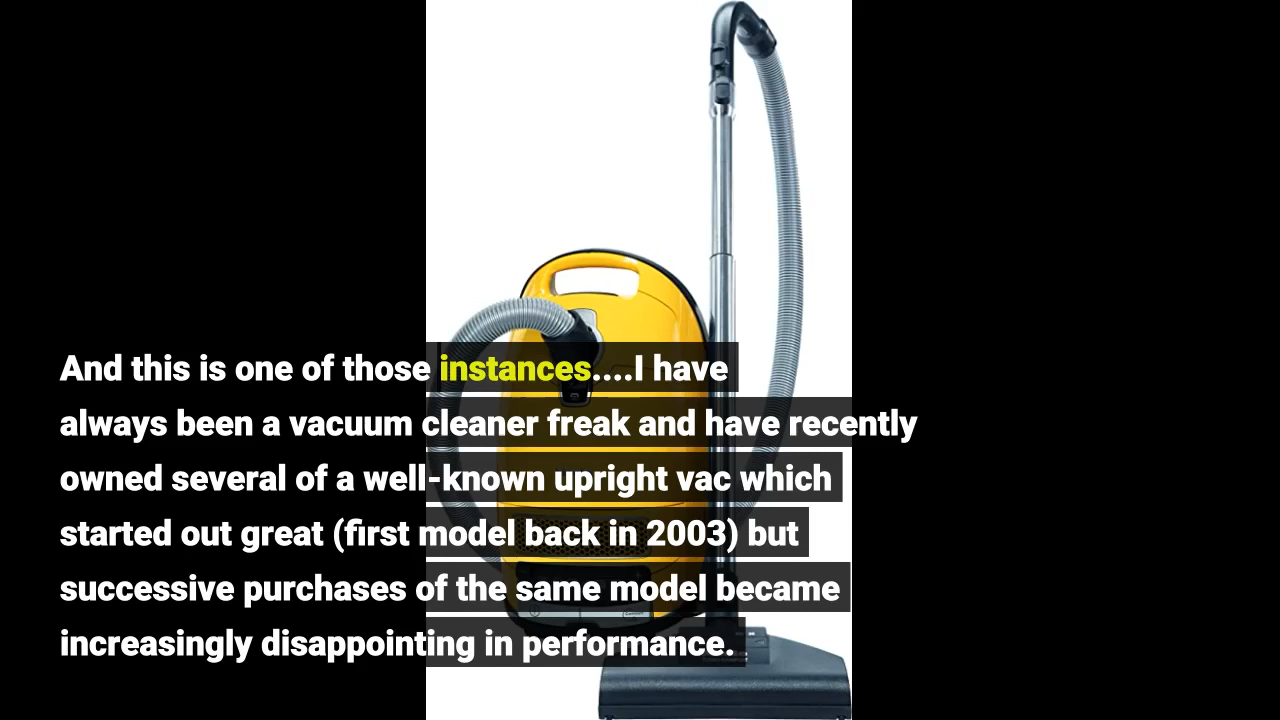 And this is one of those instances....I have
always been a vacuum cleaner freak and have recently
owned several of a well-known upright vac which
started out great (first model back in 2003) but
successive purchases of the same model became
increasingly disappointing in performance.